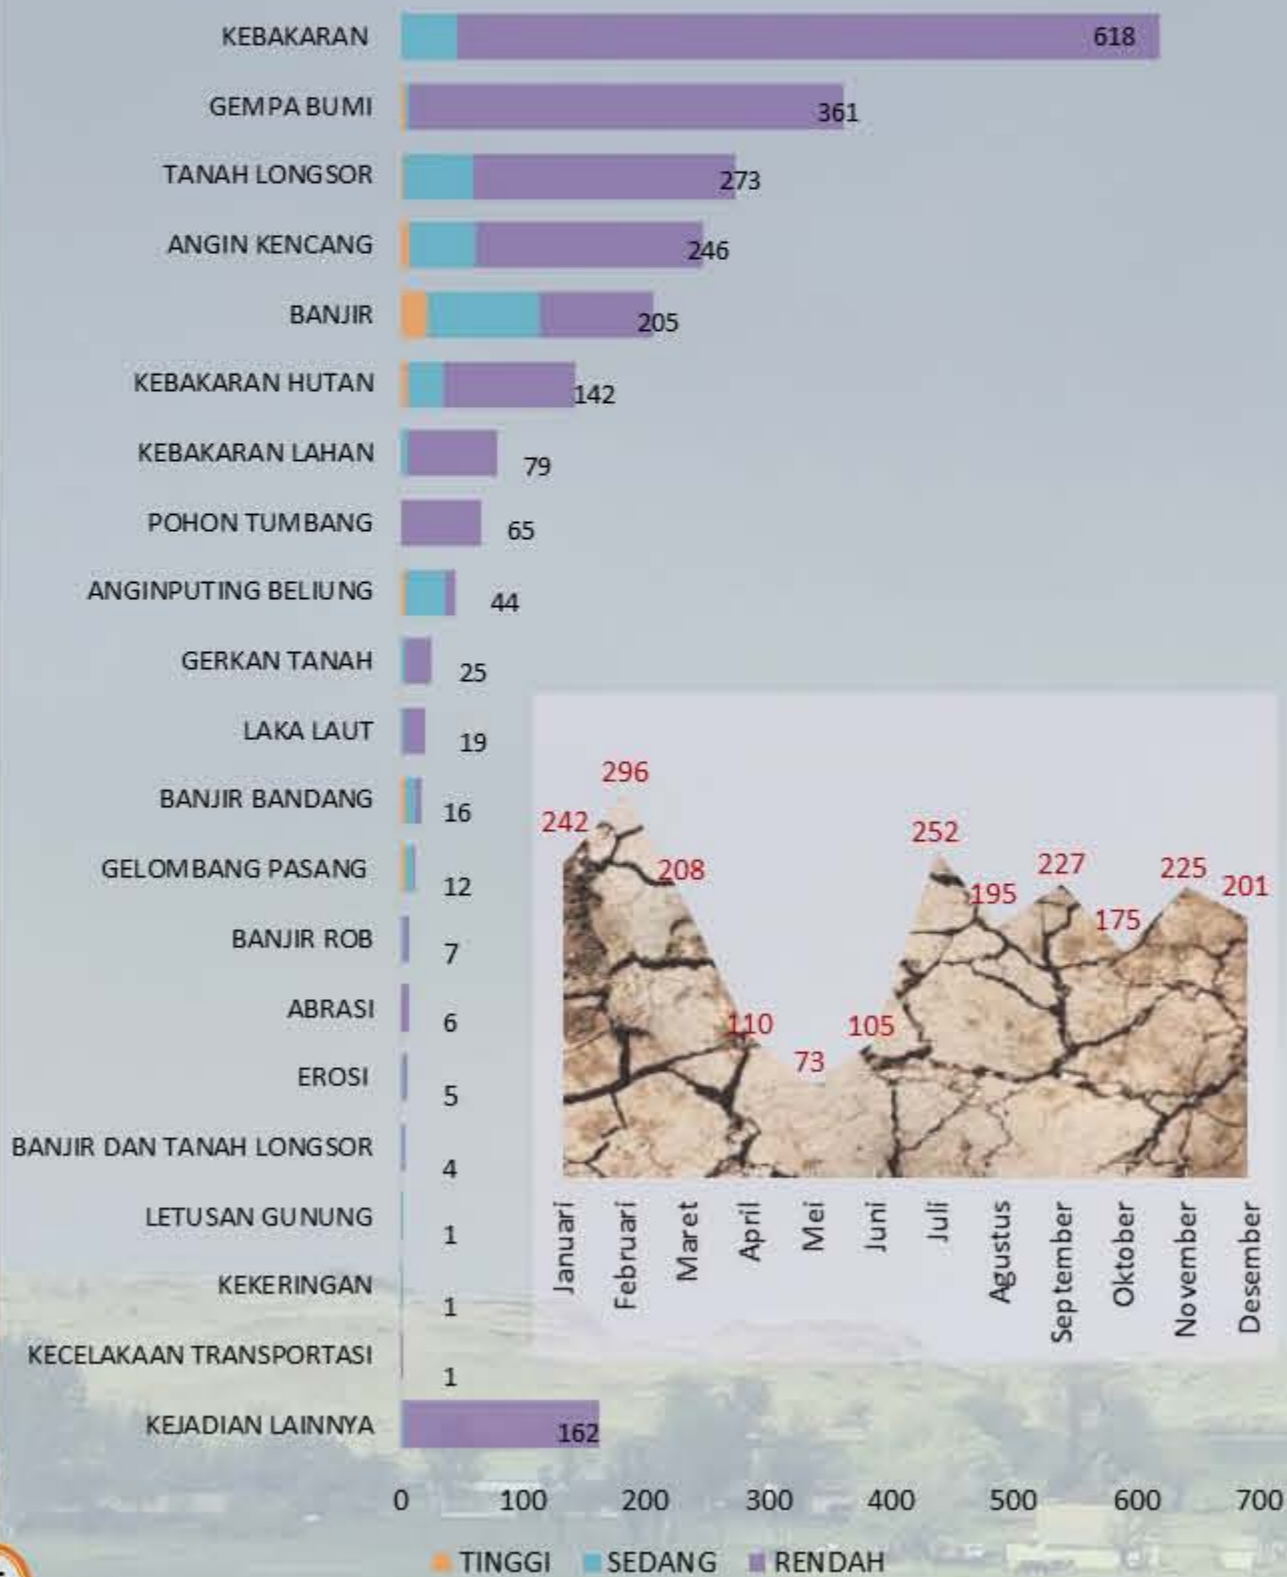 KEBAKARAN 618
GEMPA BUMI 361
TANAH LONGSOR 273
ANGIN KENCANG 246
BANJIR 205
KEBAKARAN HUTAN 142
KEBAKARAN LAHAN 79
POHON TUMBANG 65
ANGINPUTING BELIUNG 44
GERKAN TANAH 25
LAKA LAUT 19
BANJIR BANDANG 16
GELOMBANG PASANG 12
BANJIR ROB 7
ABRASI 6
EROSI 5
BANJIR DAN TANAH LONGSOR 4
LETUSAN GUNUNG 1
KEKERINGAN 1
KECELAKAAN TRANSPORTASI 1
KEJADIAN LAINNYA 162
0 100 200 300 400 500 600 700
TINGGI SEDANG RENDAH
242 296 208 110 73 105 252 195 227 175 225 201
Januari
Februari
Maret
April
Mei
Juni
Juli
Agustus
September
Oktober
November
Desember